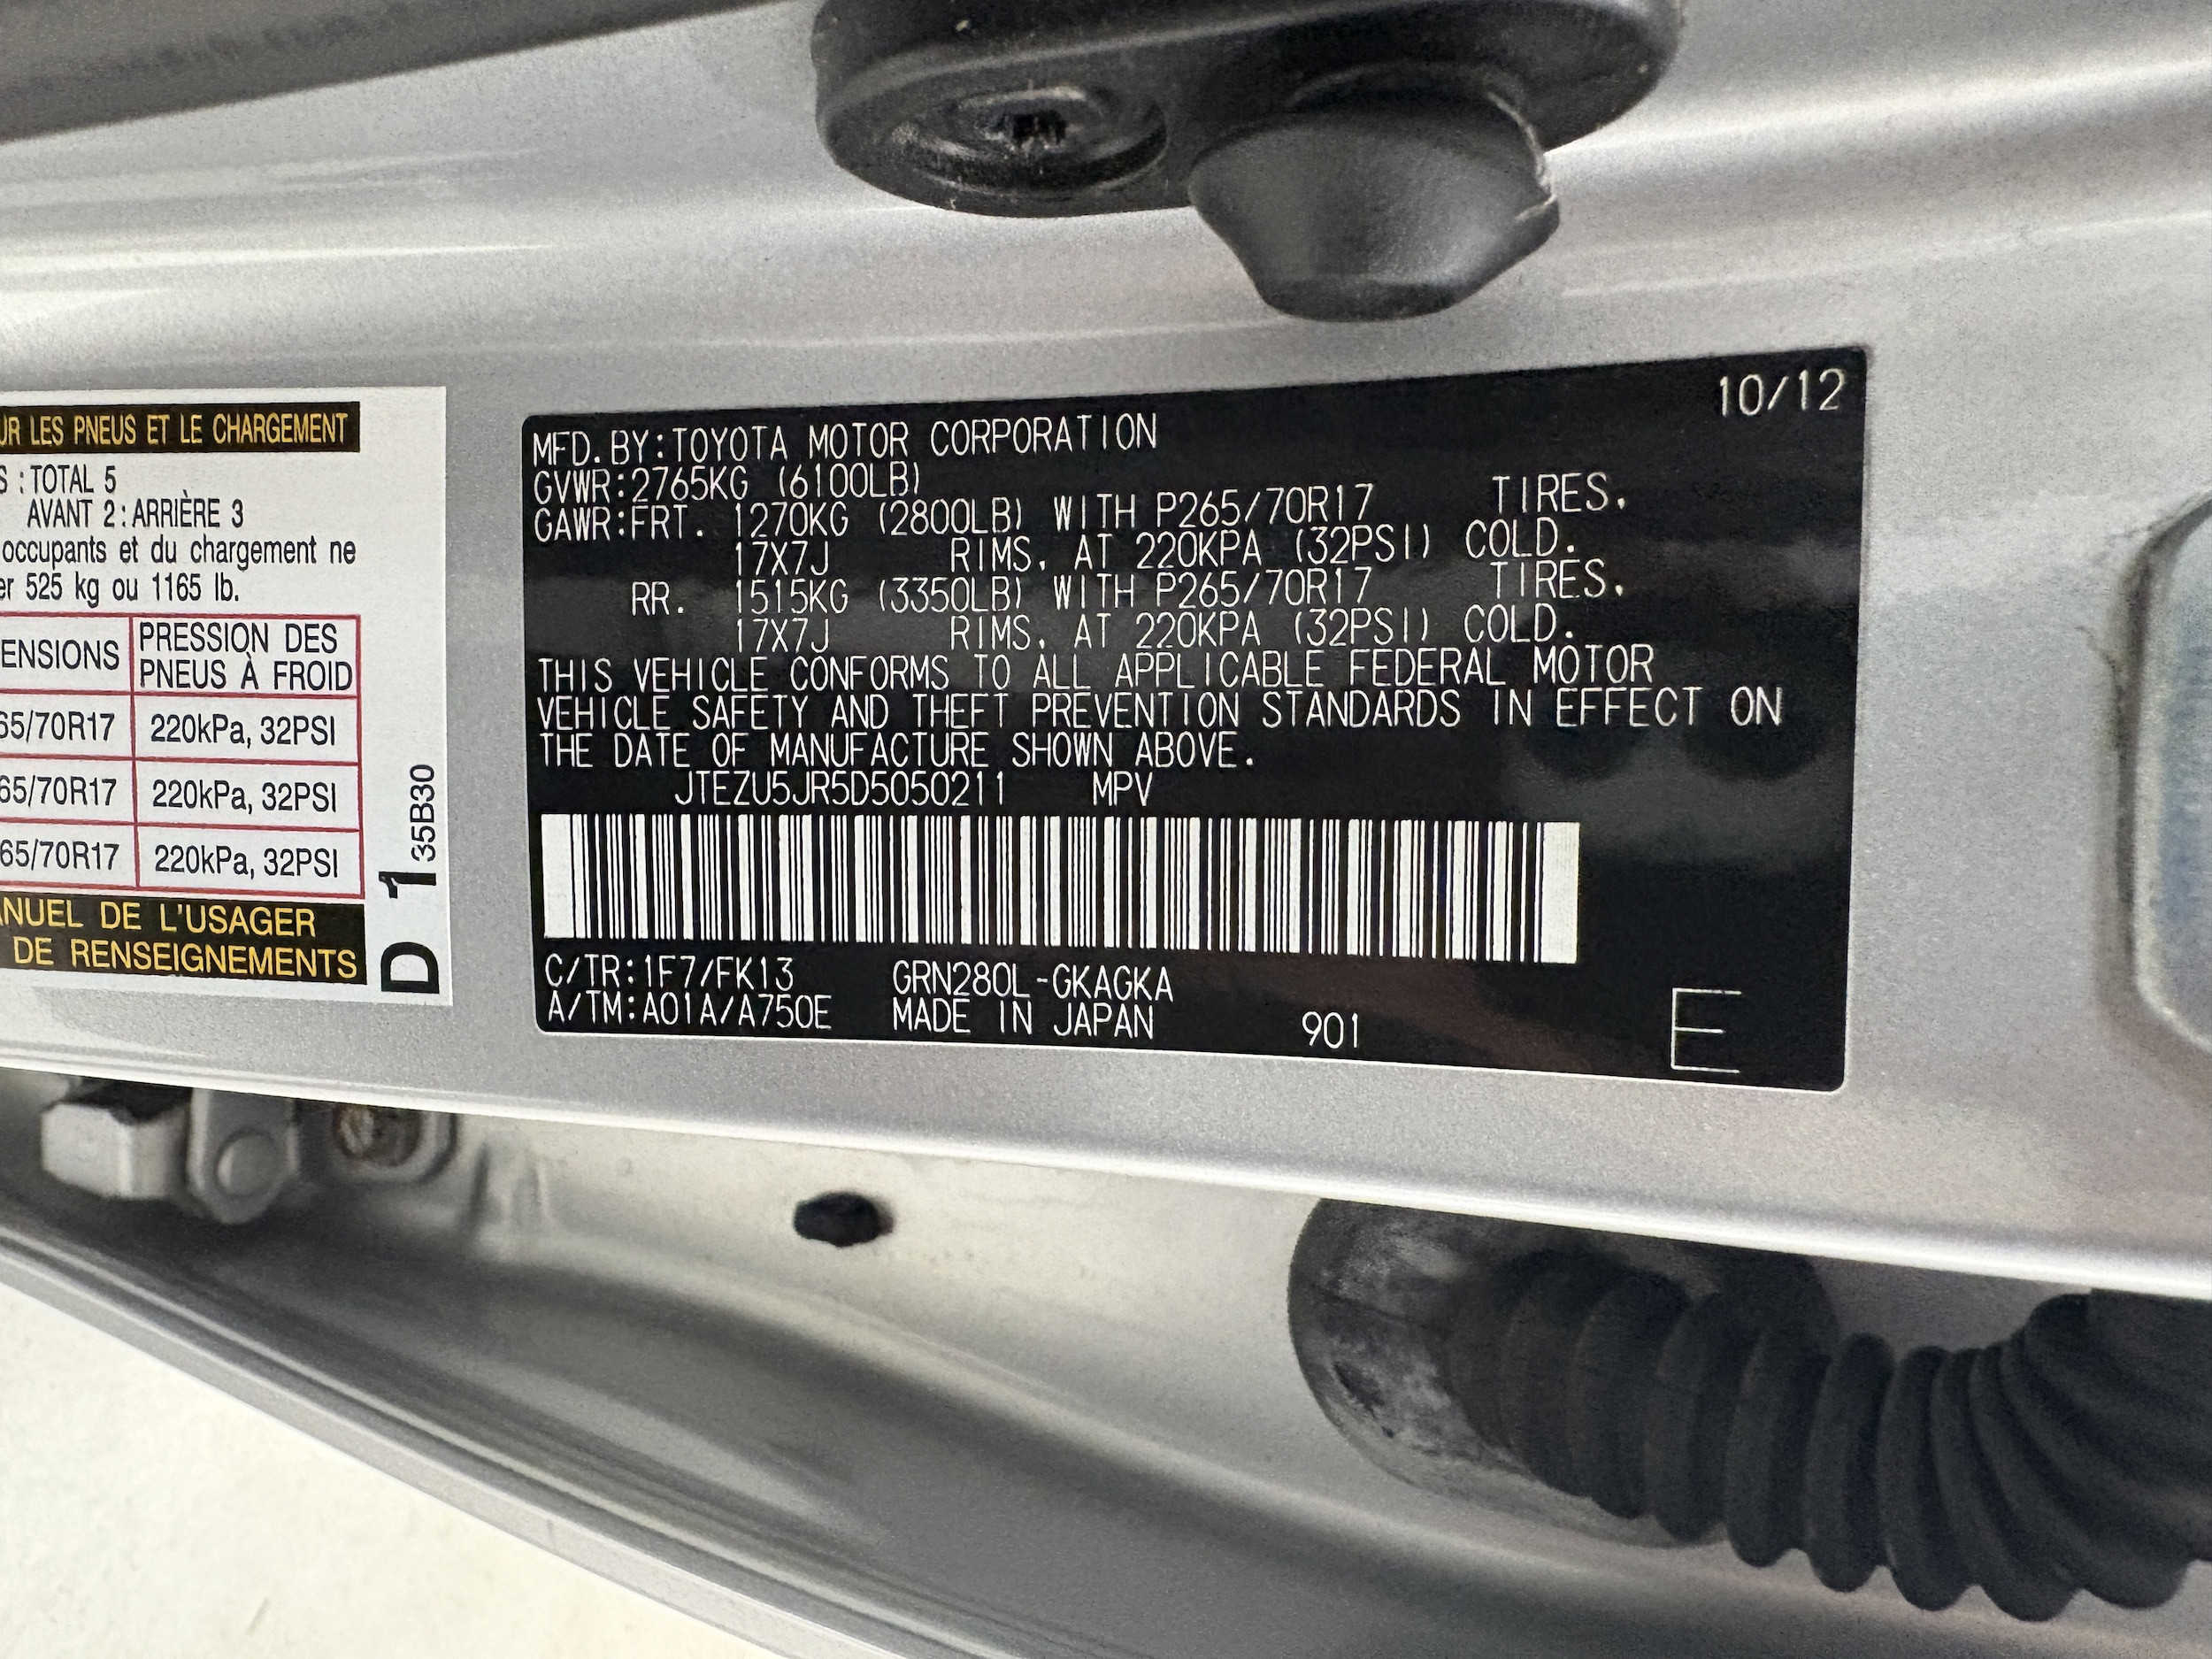 UR LES PNEUS ET LE CHARGEMENT
S : TOTAL 5
AVANT 2 : ARRIÈRE 3
occupants et du chargement ne
er 525 kg ou 1165 lb.
ENSIONS PRESSION DES
PNEUS À FROID
65/70R17 220kPa, 32PSI
65/70R17 220kPa, 32PSI
65/70R17 220kPa, 32PSI
ANUEL DE L'USAGER
DE RENSEIGNEMENTS
D 1 35B30
10/12
MFD. BY:TOYOTA MOTOR CORPORATION
GVWR:2765KG (6100LB)
GAWR:FRT. 1270KG (2800LB) WITH P265/70R17 TIRES,
17X7J RIMS, AT 220KPA (32PSI) COLD.
RR. 1515KG (3350LB) WITH P265/70R17 TIRES,
17X7J RIMS, AT 220KPA (32PSI) COLD.
THIS VEHICLE CONFORMS TO ALL APPLICABLE FEDERAL MOTOR
VEHICLE SAFETY AND THEFT PREVENTION STANDARDS IN EFFECT ON
THE DATE OF MANUFACTURE SHOWN ABOVE.
JTEZU5JR5D5050211 MPV
C/TR:1F7/FK13 GRN280L-GKAGKA
A/TM:A01A/A750E MADE IN JAPAN 901
E